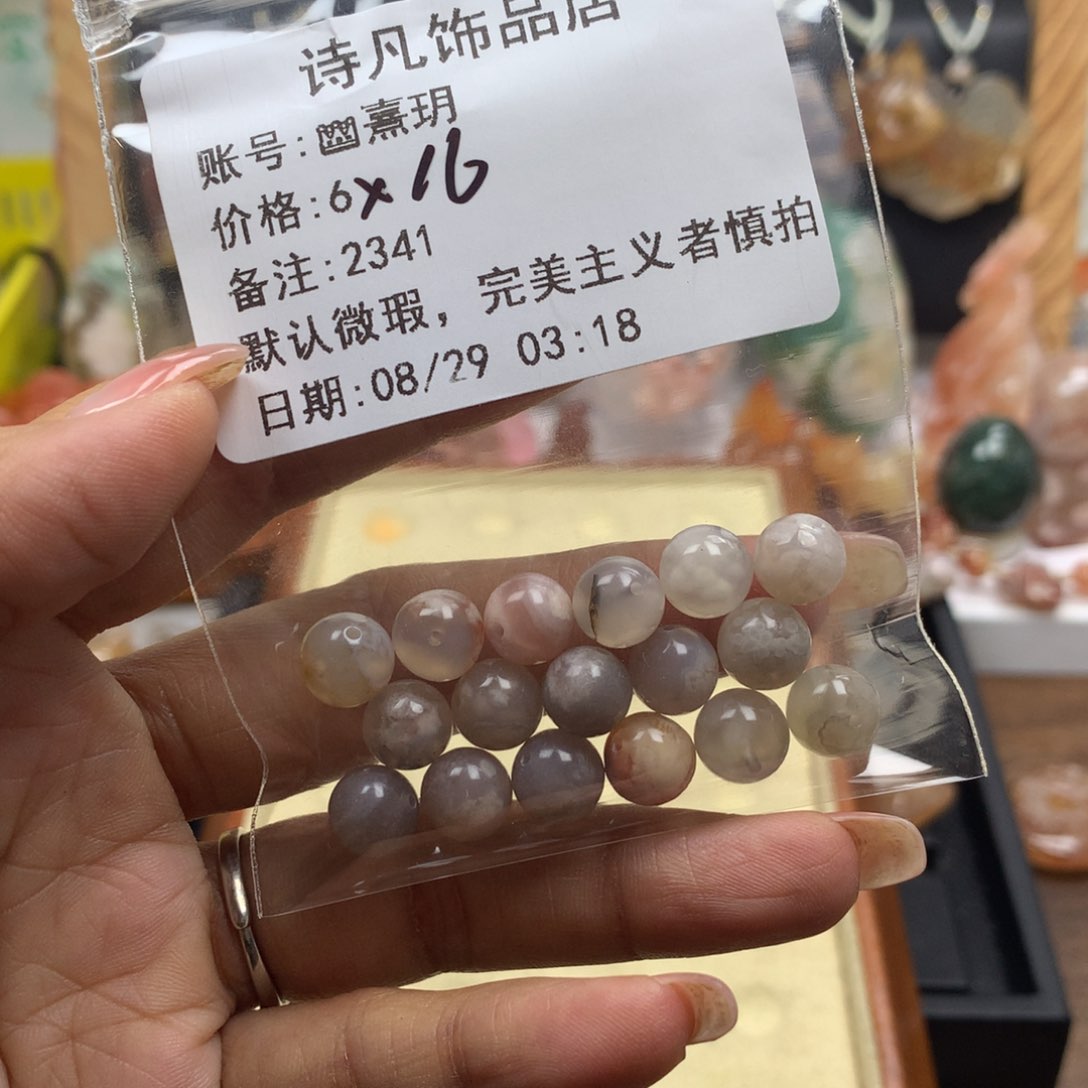 诗凡饰品店
账号:幽熹玥
价格:6x16
备注:2341
默认微瑕，完美主义者慎拍
日期:08/29 03:18